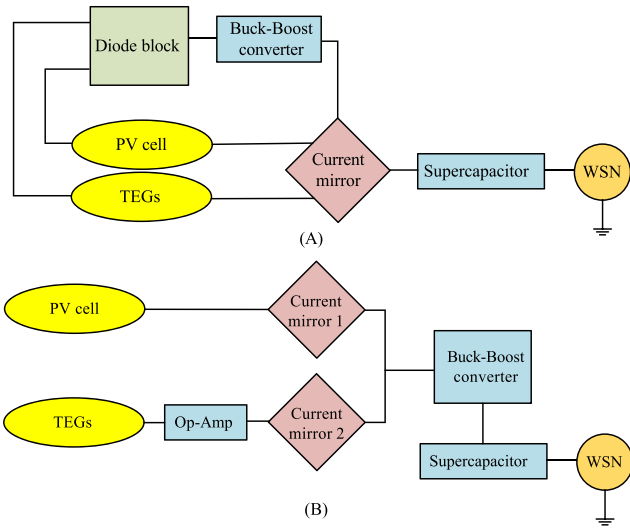 Diode block
Buck-Boost
converter
PV cell
TEGs
Current
mirror
Supercapacitor
WSN
(A)
PV cell
Current
mirror 1
Buck-Boost
converter
TEGs
Op-Amp
Current
mirror 2
Supercapacitor
WSN
(B)